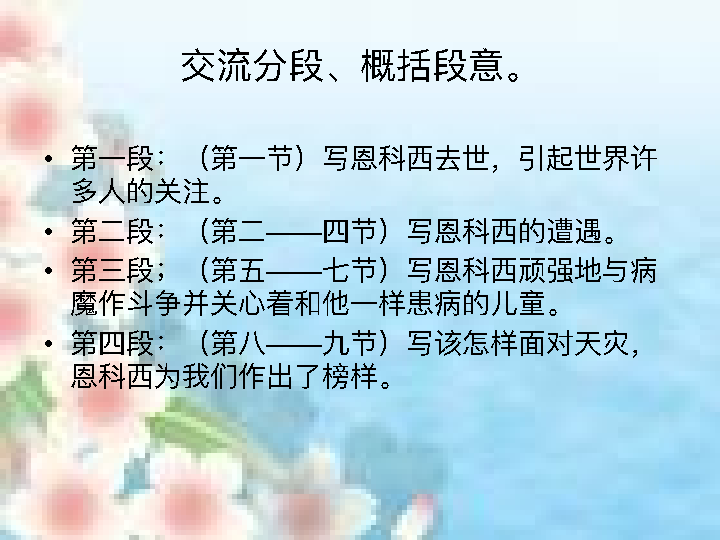 交流分段、概括段意。
• 第一段：（第一节）写恩科西去世，引起世界许
多人的关注。
• 第二段：（第二——四节）写恩科西的遭遇。
• 第三段；（第五——七节）写恩科西顽强地与病
魔作斗争并关心着和他一样患病的儿童。
• 第四段：（第八——九节）写该怎样面对天灾，
恩科西为我们作出了榜样。